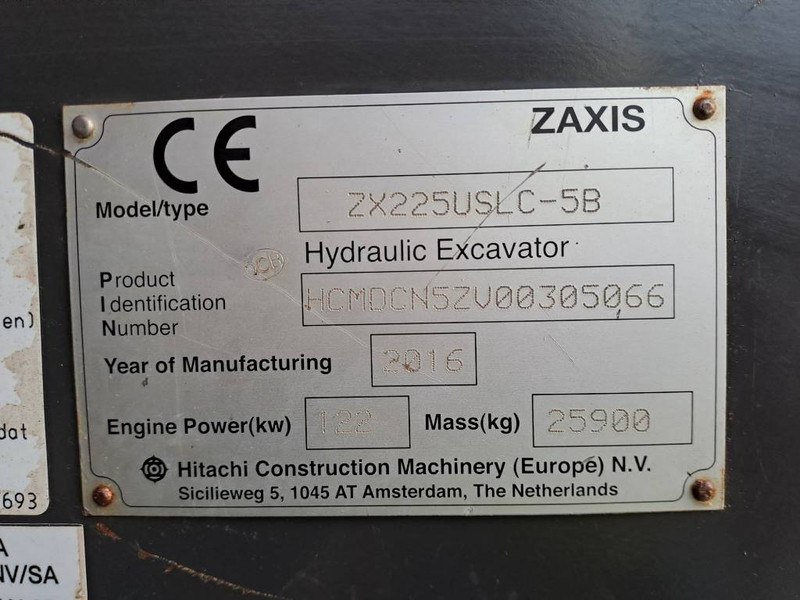 CE
ZAXIS
Model/type ZX225USLC-5B
Hydraulic Excavator
Product
Identification HCMDCN5ZV00305066
Number
Year of Manufacturing 2016
Engine Power(kw) 122 Mass(kg) 25900
Hitachi Construction Machinery (Europe) N.V.
Sicilieweg 5, 1045 AT Amsterdam, The Netherlands
en)
dat
693
A
NV/SA